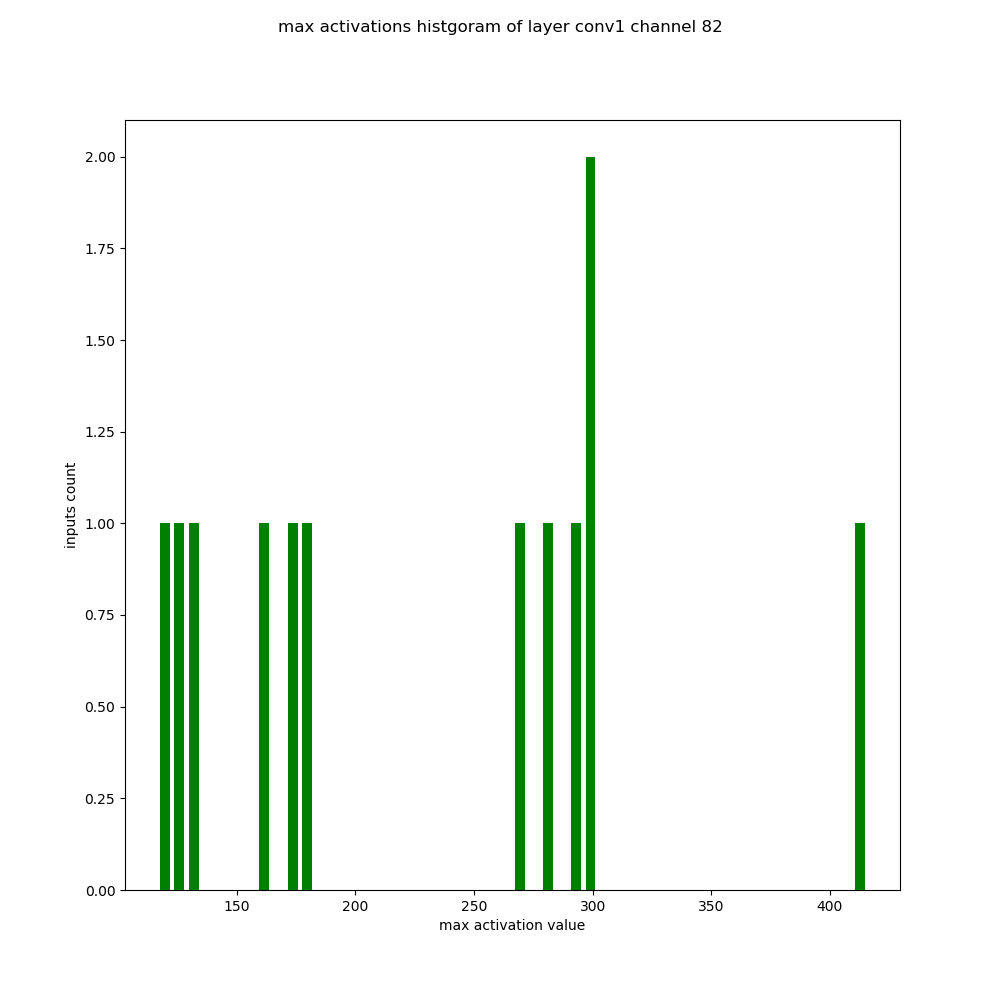 max activations histgoram of layer conv1 channel 82
2.00
1.75
1.50
1.25
1.00
0.75
0.50
0.25
0.00
inputs count
150 200 250 300 350 400
max activation value